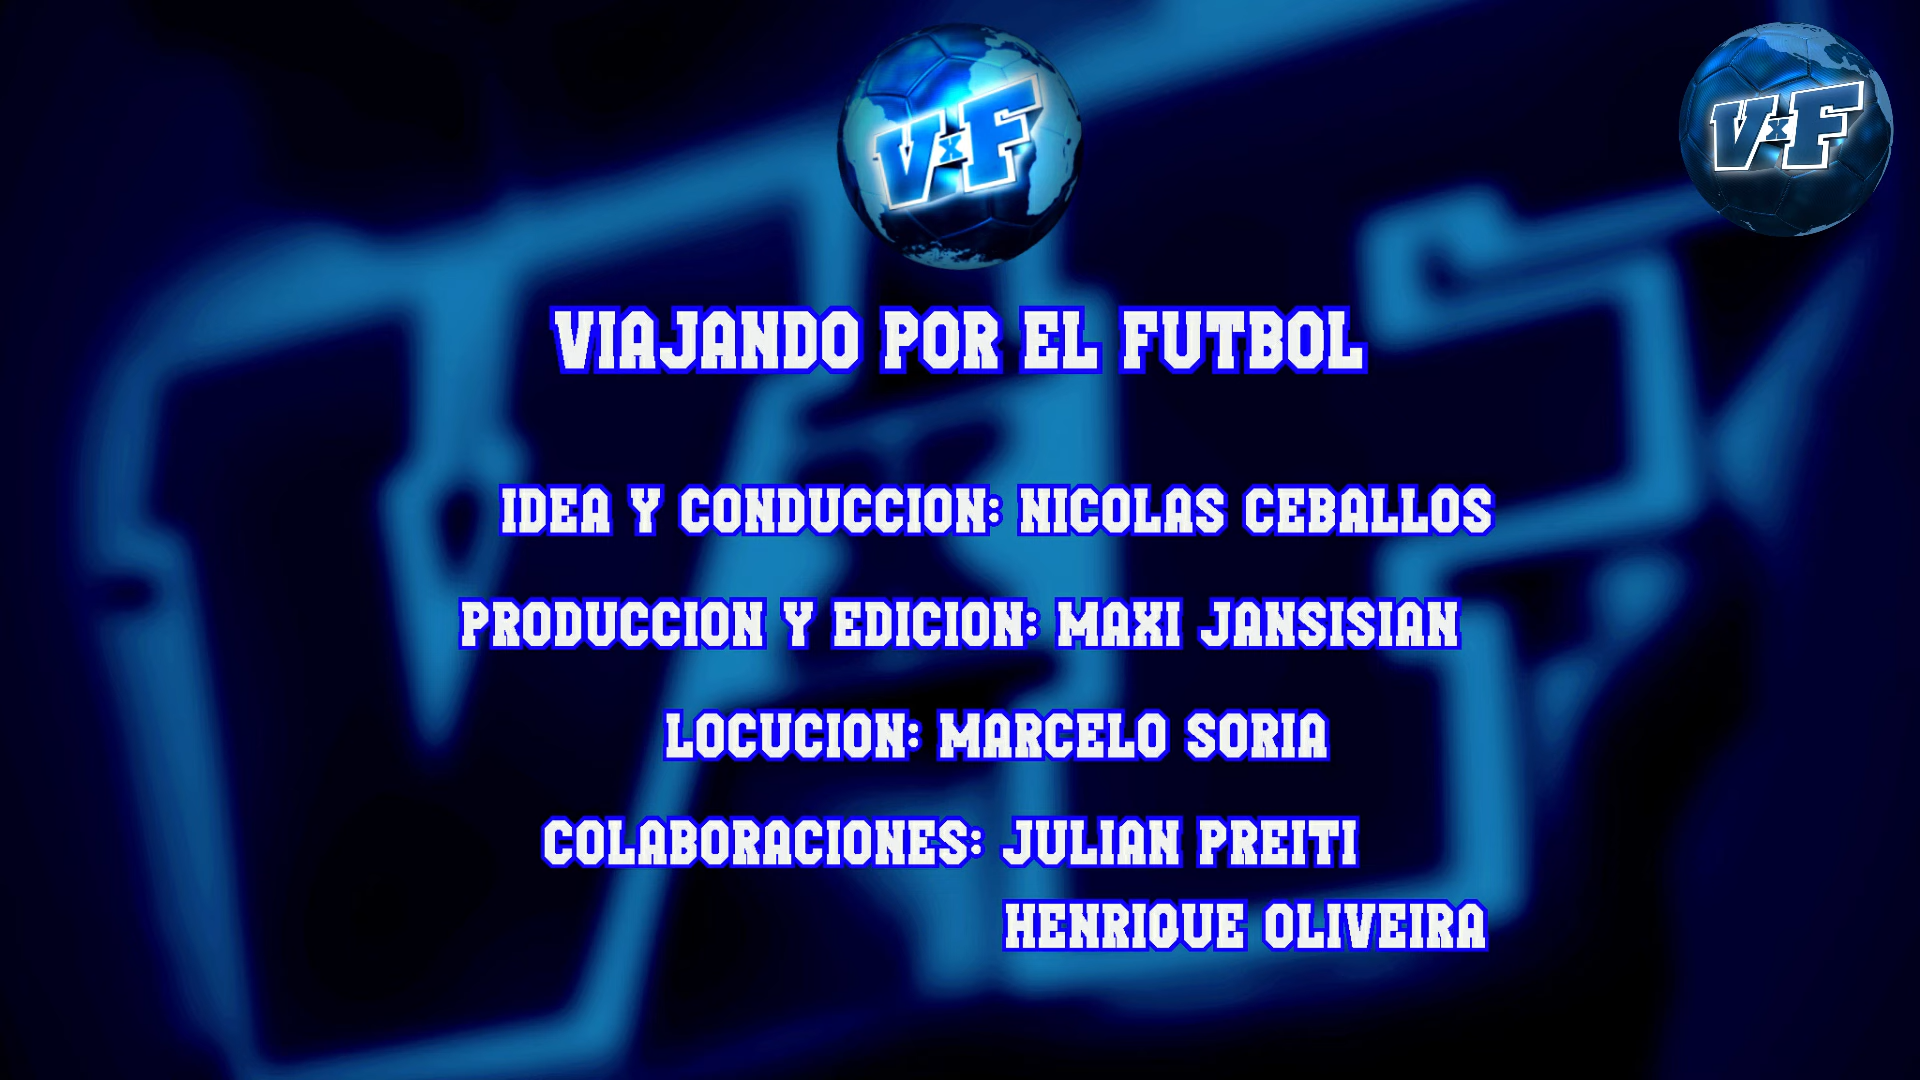 VxF
VxF
VIAJANDO POR EL FUTBOL
IDEA Y CONDUCCION: NICOLAS CEBALLOS
PRODUCCION Y EDICION: MAXI JANSISIAN
LOCUCION: MARCELO SORIA
COLABORACIONES: JULIAN PREITI
HENRIQUE OLIVEIRA